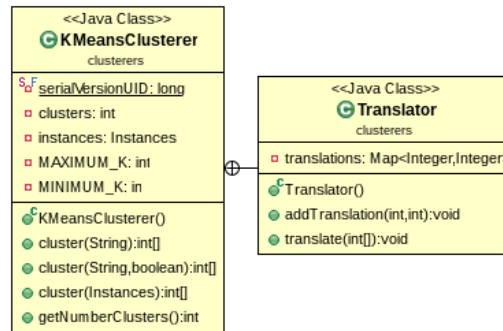 <<Java Class>>
KMeansClusterer
clusterers
serialVersionUID: long
clusters: int
instances: Instances
MAXIMUM_K: int
MINIMUM_K: in
KMeansClusterer()
cluster(String):int[]
cluster(String,boolean):int[]
cluster(Instances):int[]
getNumberClusters():int
<<Java Class>>
Translator
clusterers
translations: Map<Integer,Integer
Translator()
addTranslation(int,int):void
translate(int[]):void